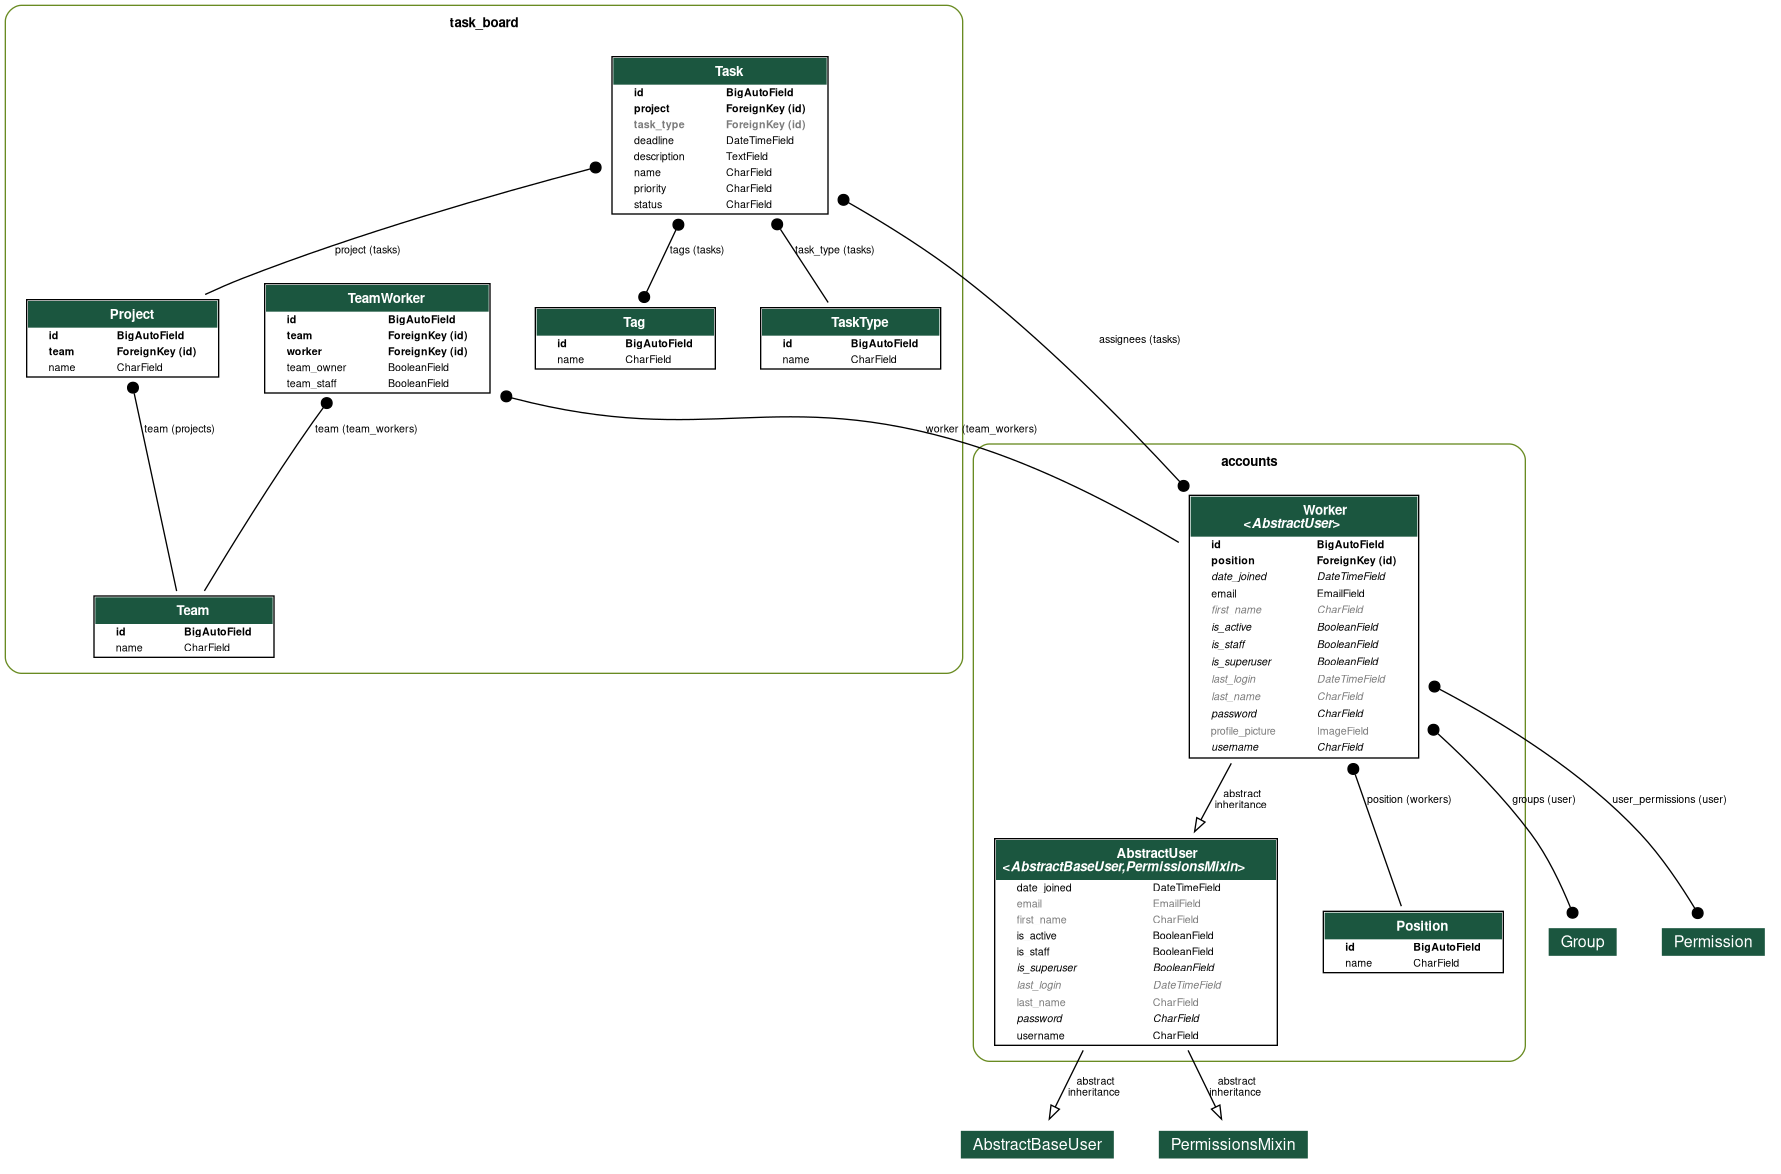 task_board
Task
id BigAutoField
project ForeignKey (id)
task_type ForeignKey (id)
deadline DateTimeField
description TextField
name CharField
priority CharField
status CharField
project (tasks)
tags (tasks)
task_type (tasks)
assignees (tasks)
Project
id BigAutoField
team ForeignKey (id)
name CharField
TeamWorker
id BigAutoField
team ForeignKey (id)
worker ForeignKey (id)
team_owner BooleanField
team_staff BooleanField
Tag
id BigAutoField
name CharField
TaskType
id BigAutoField
name CharField
team (projects)
team (team_workers)
worker (team_workers)
Team
id BigAutoField
name CharField
accounts
Worker
<AbstractUser>
id BigAutoField
position ForeignKey (id)
date_joined DateTimeField
email EmailField
first_name CharField
is_active BooleanField
is_staff BooleanField
is_superuser BooleanField
last_login DateTimeField
last_name CharField
password CharField
profile_picture ImageField
username CharField
abstract
inheritance
position (workers)
groups (user)
user_permissions (user)
AbstractUser
<AbstractBaseUser,PermissionsMixin>
date_joined DateTimeField
email EmailField
first_name CharField
is_active BooleanField
is_staff BooleanField
is_superuser BooleanField
last_login DateTimeField
last_name CharField
password CharField
username CharField
Position
id BigAutoField
name CharField
Group
Permission
abstract
inheritance
abstract
inheritance
AbstractBaseUser
PermissionsMixin